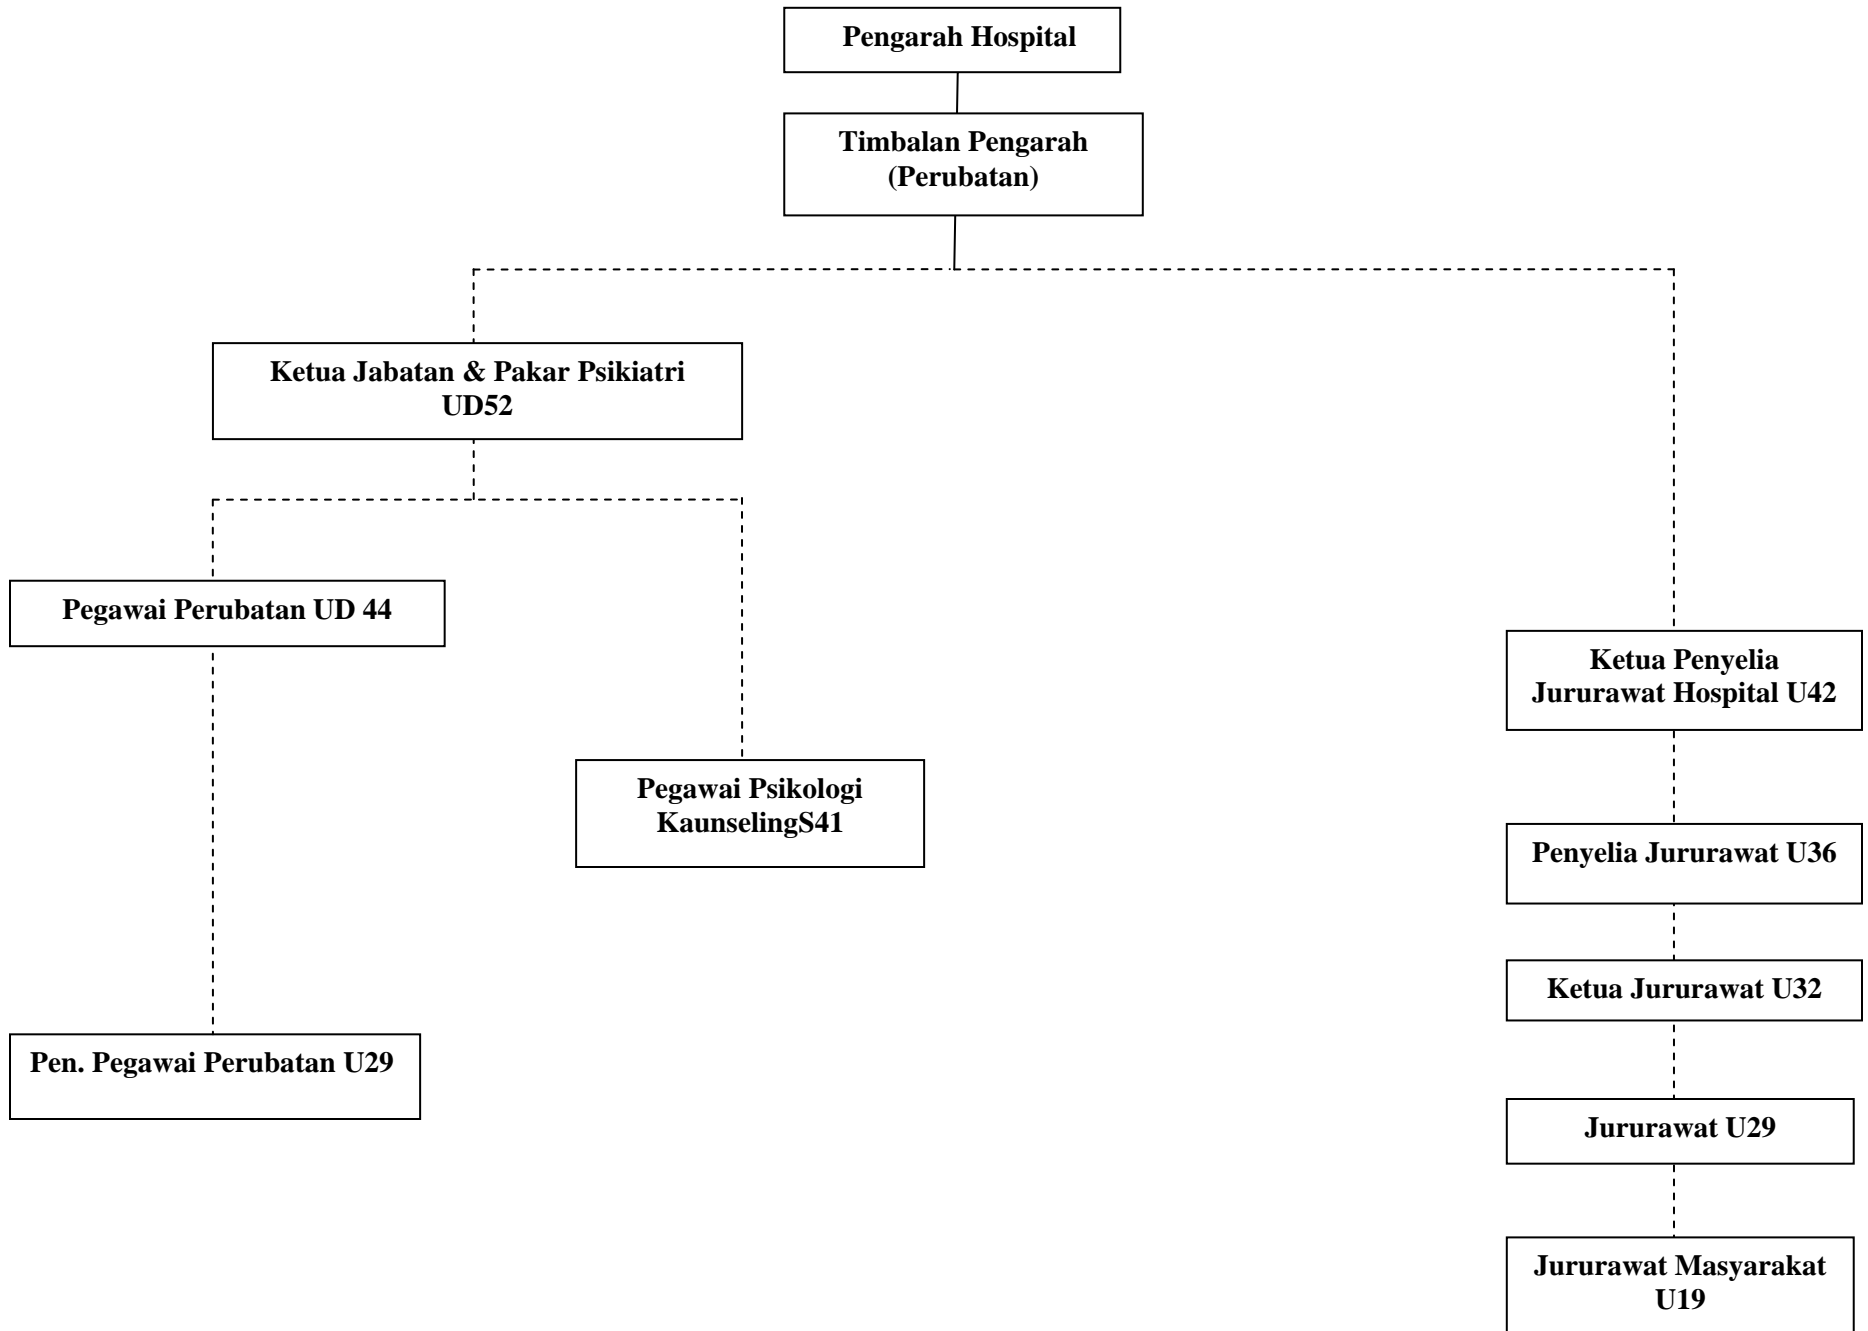 Pengarah Hospital
Timbalan Pengarah
(Perubatan)
Ketua Jabatan & Pakar Psikiatri
UD52
Pegawai Perubatan UD 44
Ketua Penyelia
Jururawat Hospital U42
Pegawai Psikologi
KaunselingS41
Penyelia Jururawat U36
Ketua Jururawat U32
Pen. Pegawai Perubatan U29
Jururawat U29
Jururawat Masyarakat
U19